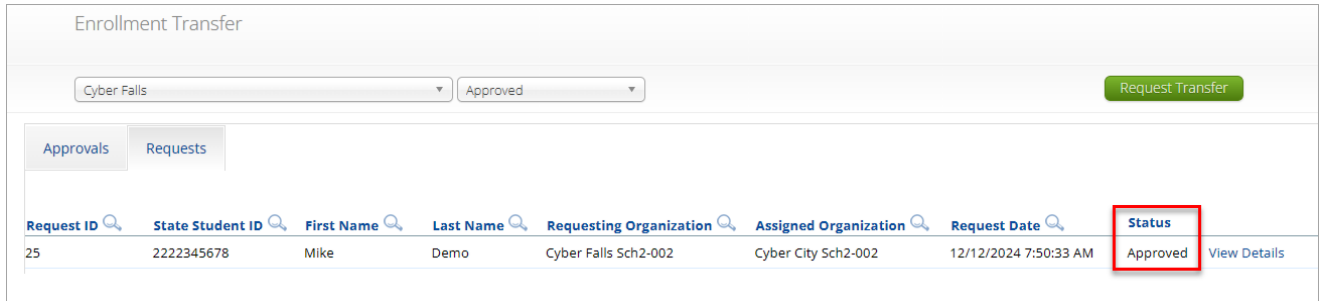 Enrollment Transfer
Cyber Falls Approved Request Transfer
Approvals Requests
Request ID State Student ID First Name Last Name Requesting Organization Assigned Organization Request Date Status
25 2222345678 Mike Demo Cyber Falls Sch2-002 Cyber City Sch2-002 12/12/2024 7:50:33 AM Approved View Details